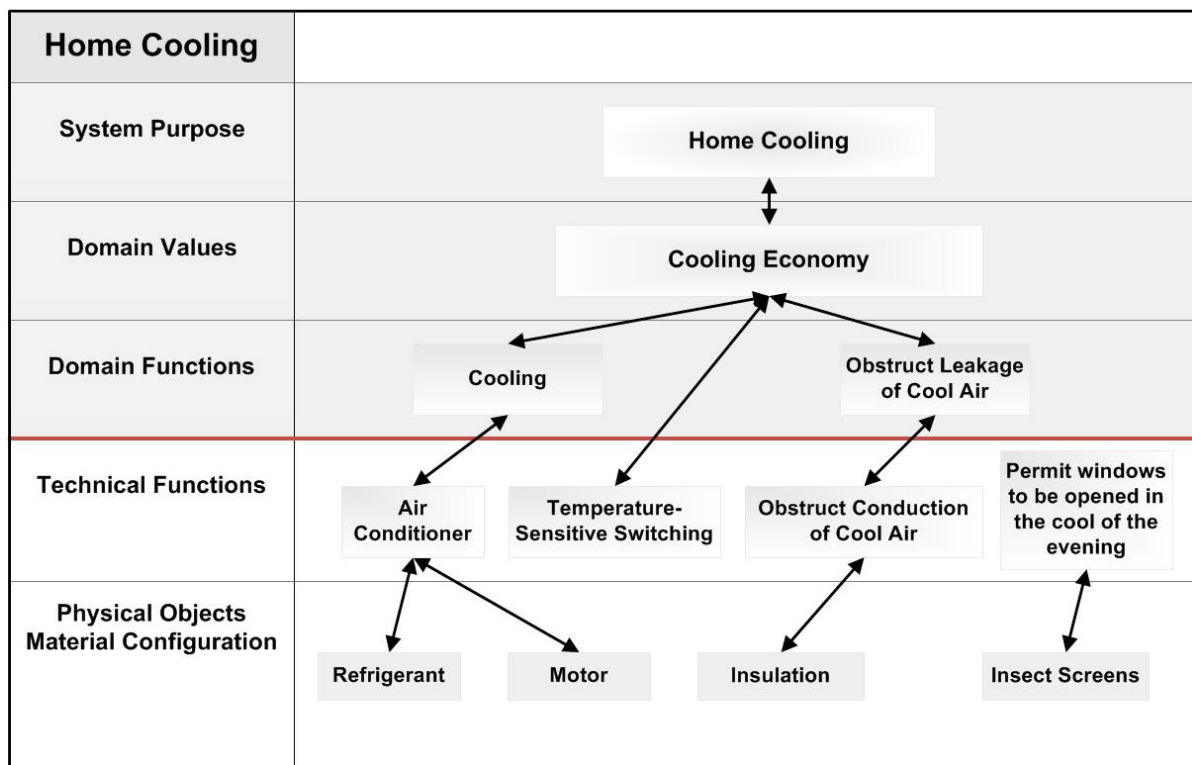 Home Cooling
System Purpose
Home Cooling
Domain Values
Cooling Economy
Domain Functions
Cooling
Obstruct Leakage
of Cool Air
Technical Functions
Air
Conditioner
Temperature-
Sensitive Switching
Obstruct Conduction
of Cool Air
Permit windows
to be opened in
the cool of the
evening
Physical Objects
Material Configuration
Refrigerant
Motor
Insulation
Insect Screens